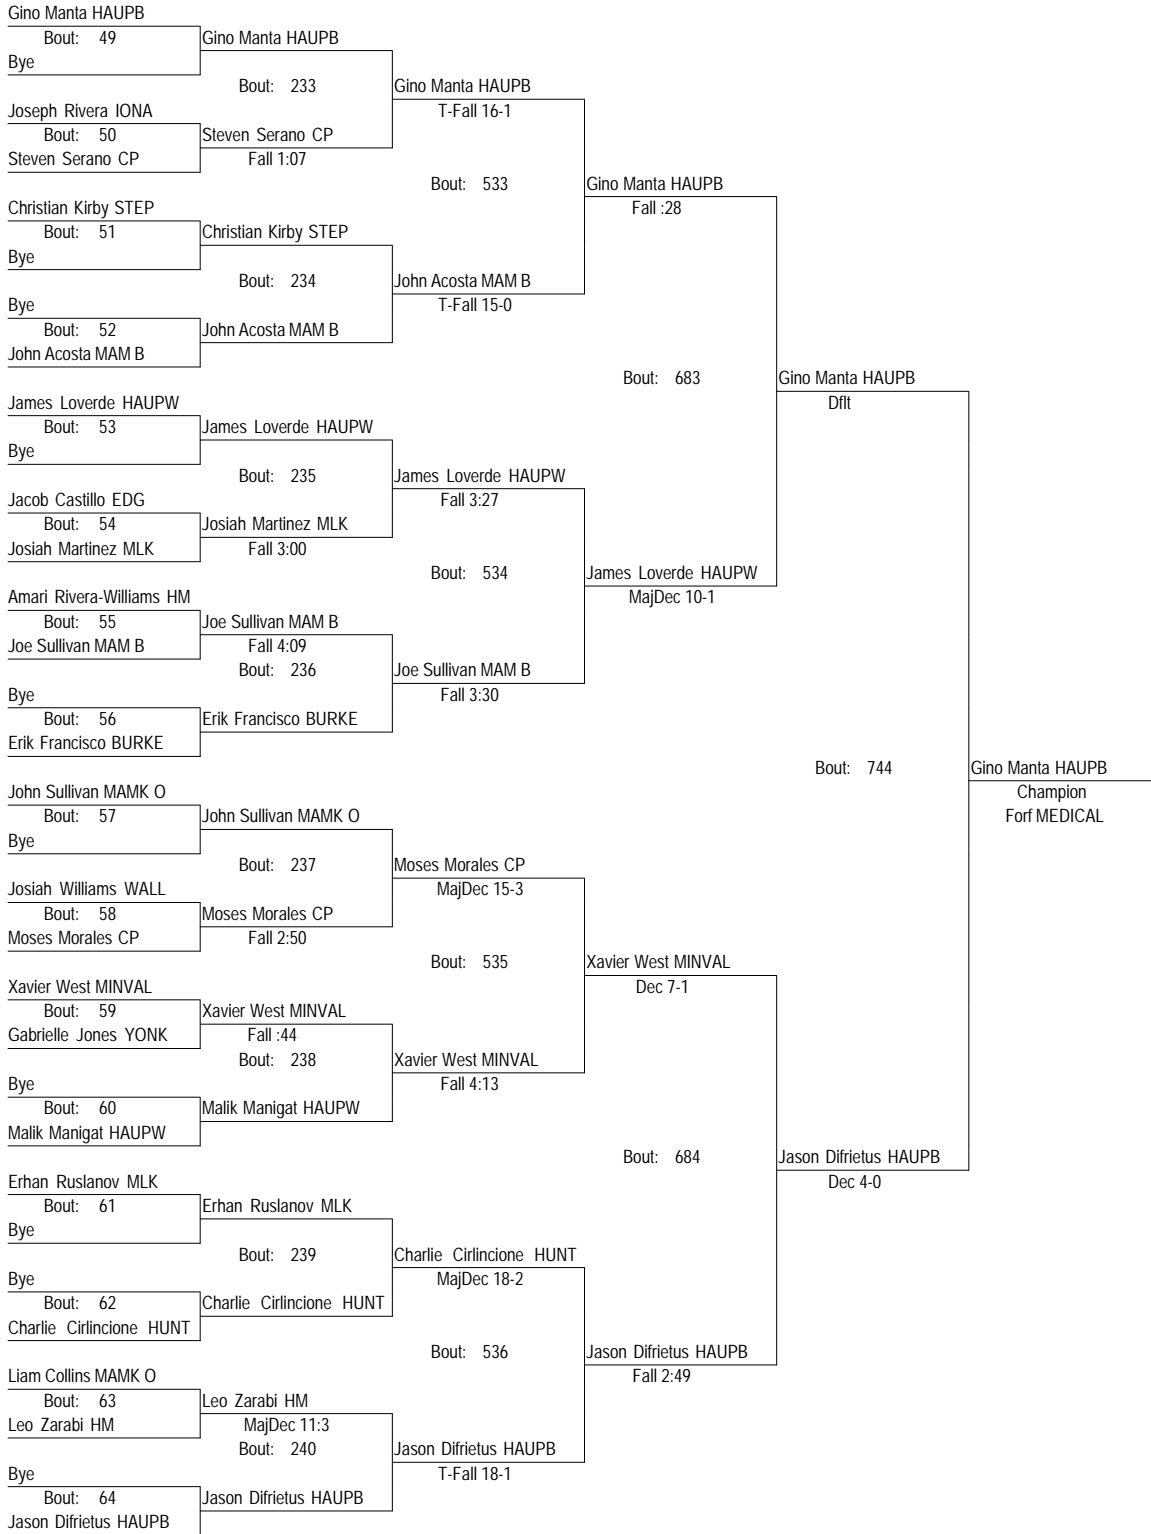 Gino Manta HAUPB
Bout: 49
Gino Manta HAUPB
Bye
Bout: 233
Gino Manta HAUPB
Joseph Rivera IONA
T-Fall 16-1
Bout: 50
Steven Serano CP
Steven Serano CP
Fall 1:07
Bout: 533
Gino Manta HAUPB
Christian Kirby STEP
Fall :28
Bout: 51
Christian Kirby STEP
Bye
Bout: 234
John Acosta MAM B
Bye
T-Fall 15-0
Bout: 52
John Acosta MAM B
John Acosta MAM B
Bout: 683
Gino Manta HAUPB
James Loverde HAUPW
Dflt
Bout: 53
James Loverde HAUPW
Bye
Bout: 235
James Loverde HAUPW
Jacob Castillo EDG
Fall 3:27
Bout: 54
Josiah Martinez MLK
Josiah Martinez MLK
Fall 3:00
Bout: 534
James Loverde HAUPW
Amari Rivera-Williams HM
MajDec 10-1
Bout: 55
Joe Sullivan MAM B
Joe Sullivan MAM B
Fall 4:09
Bout: 236
Joe Sullivan MAM B
Bye
Fall 3:30
Bout: 56
Erik Francisco BURKE
Erik Francisco BURKE
Bout: 744
Gino Manta HAUPB
John Sullivan MAMK O
Champion
Bout: 57
John Sullivan MAMK O
Forf MEDICAL
Bye
Bout: 237
Moses Morales CP
Josiah Williams WALL
MajDec 15-3
Bout: 58
Moses Morales CP
Moses Morales CP
Fall 2:50
Bout: 535
Xavier West MINVAL
Xavier West MINVAL
Dec 7-1
Bout: 59
Xavier West MINVAL
Gabrielle Jones YONK
Fall :44
Bout: 238
Xavier West MINVAL
Bye
Fall 4:13
Bout: 60
Malik Manigat HAUPW
Malik Manigat HAUPW
Bout: 684
Jason Difrietus HAUPB
Erhan Ruslanov MLK
Dec 4-0
Bout: 61
Erhan Ruslanov MLK
Bye
Bout: 239
Charlie Cirlincione HUNT
Bye
MajDec 18-2
Bout: 62
Charlie Cirlincione HUNT
Charlie Cirlincione HUNT
Bout: 536
Jason Difrietus HAUPB
Liam Collins MAMK O
Fall 2:49
Bout: 63
Leo Zarabi HM
Leo Zarabi HM
MajDec 11:3
Bout: 240
Jason Difrietus HAUPB
Bye
T-Fall 18-1
Bout: 64
Jason Difrietus HAUPB
Jason Difrietus HAUPB